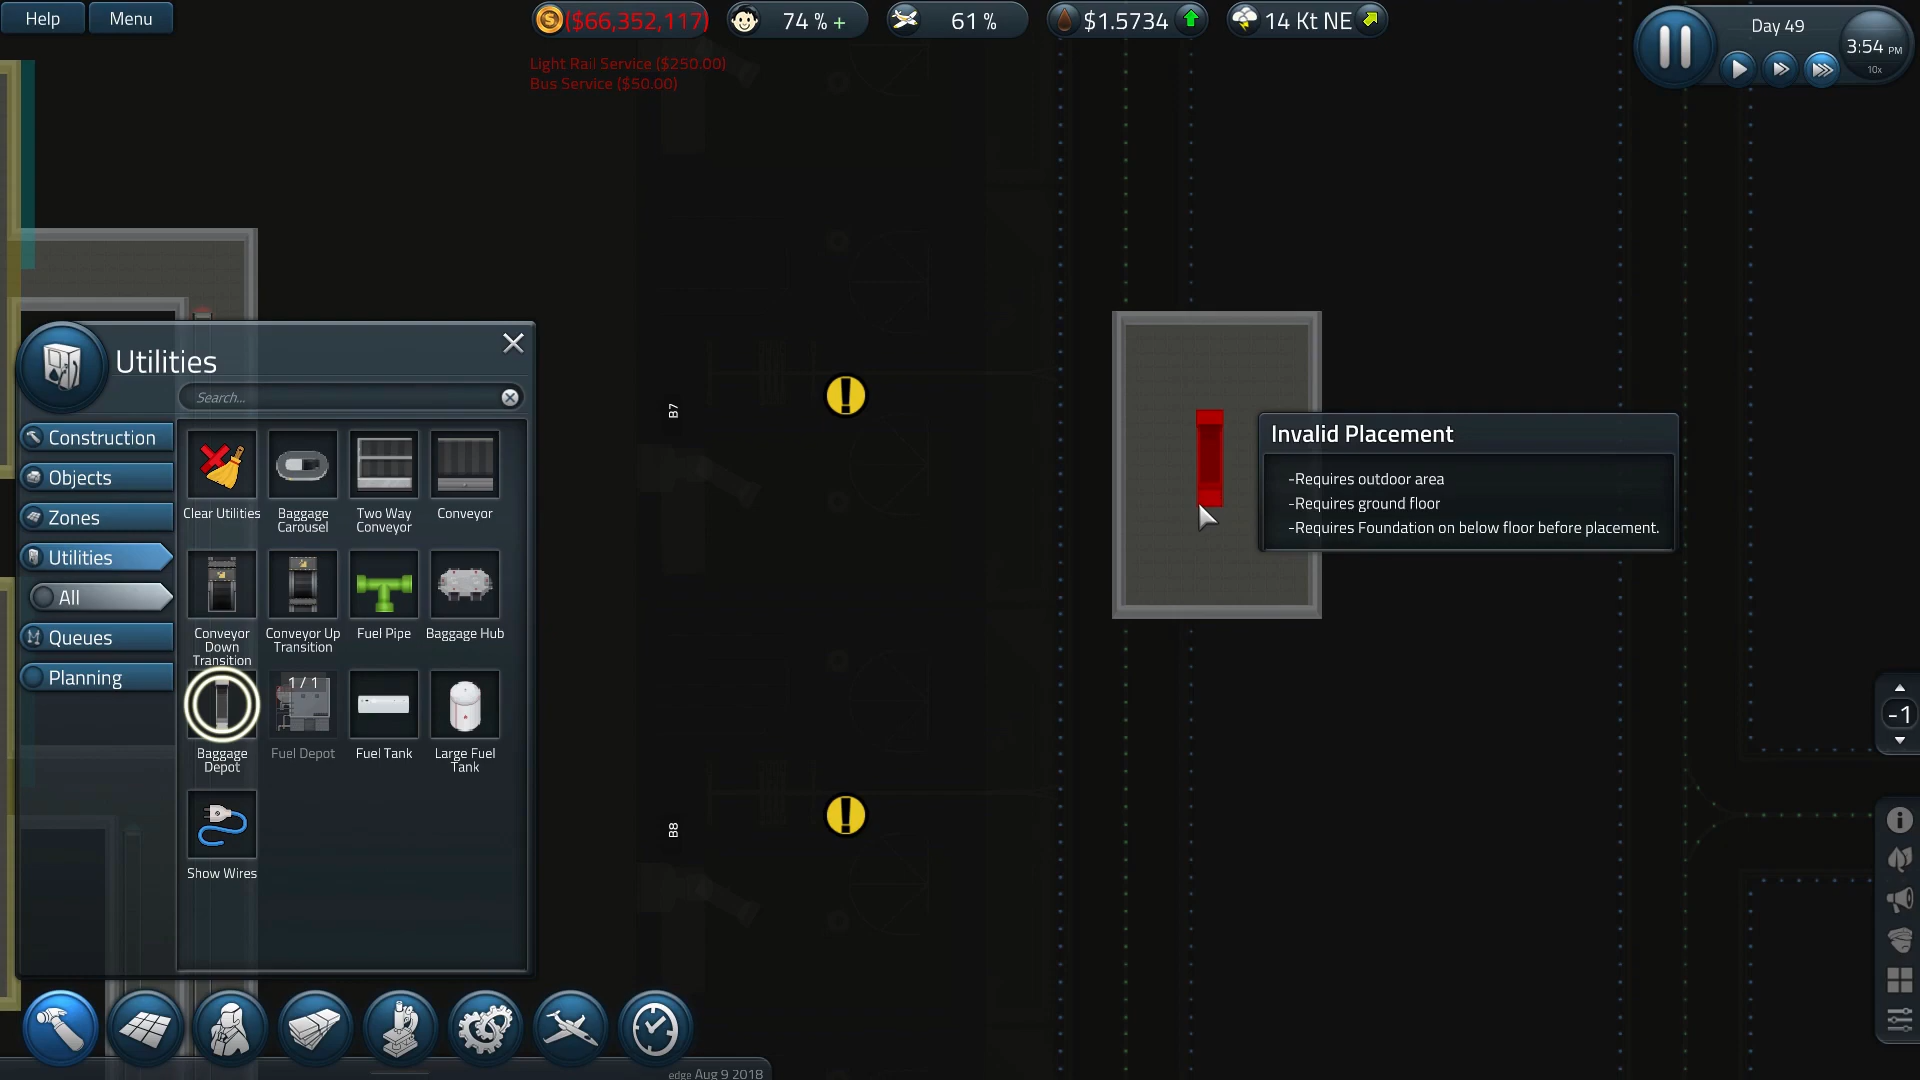 Help
Menu
($66,352,117)
74 % +
61 %
$1.5734
14 Kt NE
Day 49
3:54 PM
10x
Light Rail Service ($250.00)
Bus Service ($50.00)
Utilities
Search...
Construction
Objects
Zones
Utilities
All
Queues
Planning
Clear Utilities
Baggage
Carousel
Two Way
Conveyor
Conveyor
Conveyor
Down
Transition
Conveyor Up
Transition
Fuel Pipe
Baggage Hub
Baggage
Depot
1 / 1
Fuel Depot
Fuel Tank
Large Fuel
Tank
Show Wires
B7
B8
Invalid Placement
-Requires outdoor area
-Requires ground floor
-Requires Foundation on below floor before placement.
-1
edge Aug 9 2018